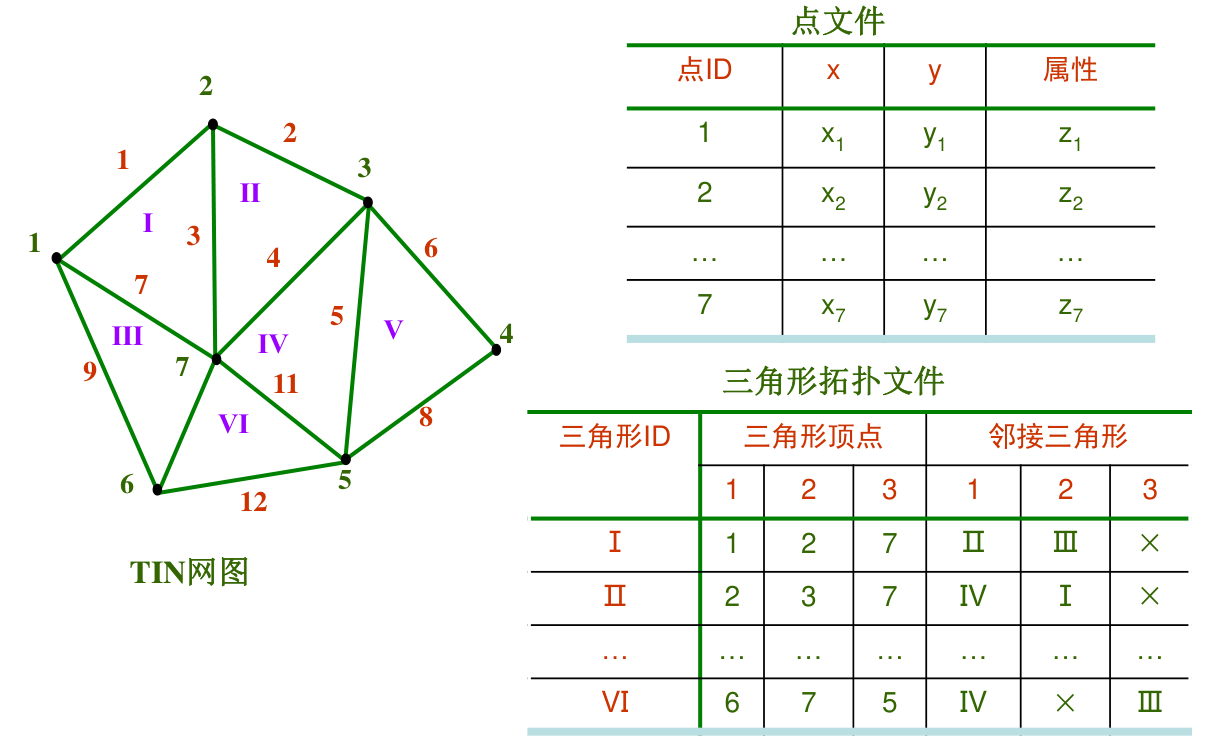 2
2
1
3
II
I
3
1
4
6
7
5
III
IV
V
4
7
9
11
VI
8
6
5
12
TIN网图
点文件
点ID x y 属性
1 x1 y1 z1
2 x2 y2 z2
… … … …
7 x7 y7 z7
三角形拓扑文件
三角形ID 三角形顶点 邻接三角形
1 2 3 1 2 3
Ⅰ 1 2 7 Ⅱ Ⅲ ×
Ⅱ 2 3 7 Ⅳ Ⅰ ×
… … … … … … …
Ⅵ 6 7 5 Ⅳ × Ⅲ